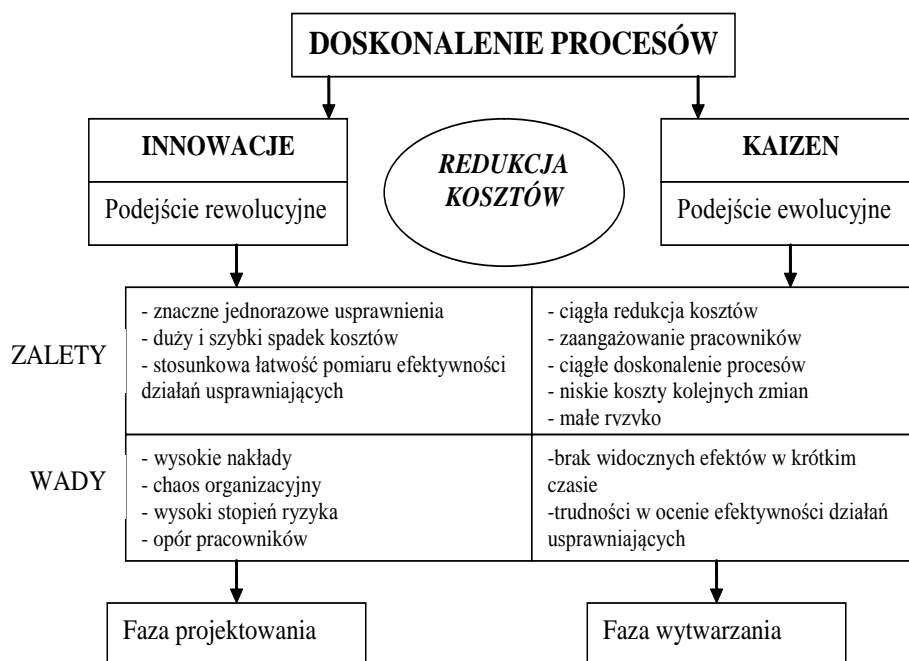 DOSKONALENIE PROCESÓW
INNOWACJE
Podejście rewolucyjne
REDUKCJA
KOSZTÓW
KAIZEN
Podejście ewolucyjne
ZALETY
- znaczne jednorazowe usprawnienia
- duży i szybki spadek kosztów
- stosunkowa łatwość pomiaru efektywności
działań usprawniających
- ciągła redukcja kosztów
- zaangażowanie pracowników
- ciągłe doskonalenie procesów
- niskie koszty kolejnych zmian
- małe ryzyko
WADY
- wysokie nakłady
- chaos organizacyjny
- wysoki stopień ryzyka
- opór pracowników
-brak widocznych efektów w krótkim
czasie
-trudności w ocenie efektywności działań
usprawniających
Faza projektowania
Faza wytwarzania